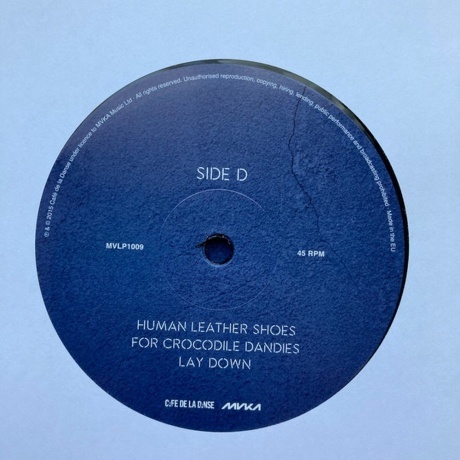 ℗ & © 2015 Café de la Danse under licence to MVKA Music Ltd · All rights reserved. Unauthorised reproduction, copying, hiring, lending, public performance and broadcasting prohibited · Made in the EU
SIDE D
MVLP1009 45 RPM
HUMAN LEATHER SHOES
FOR CROCODILE DANDIES
LAY DOWN
CAFE DE LA DANSE MVKA